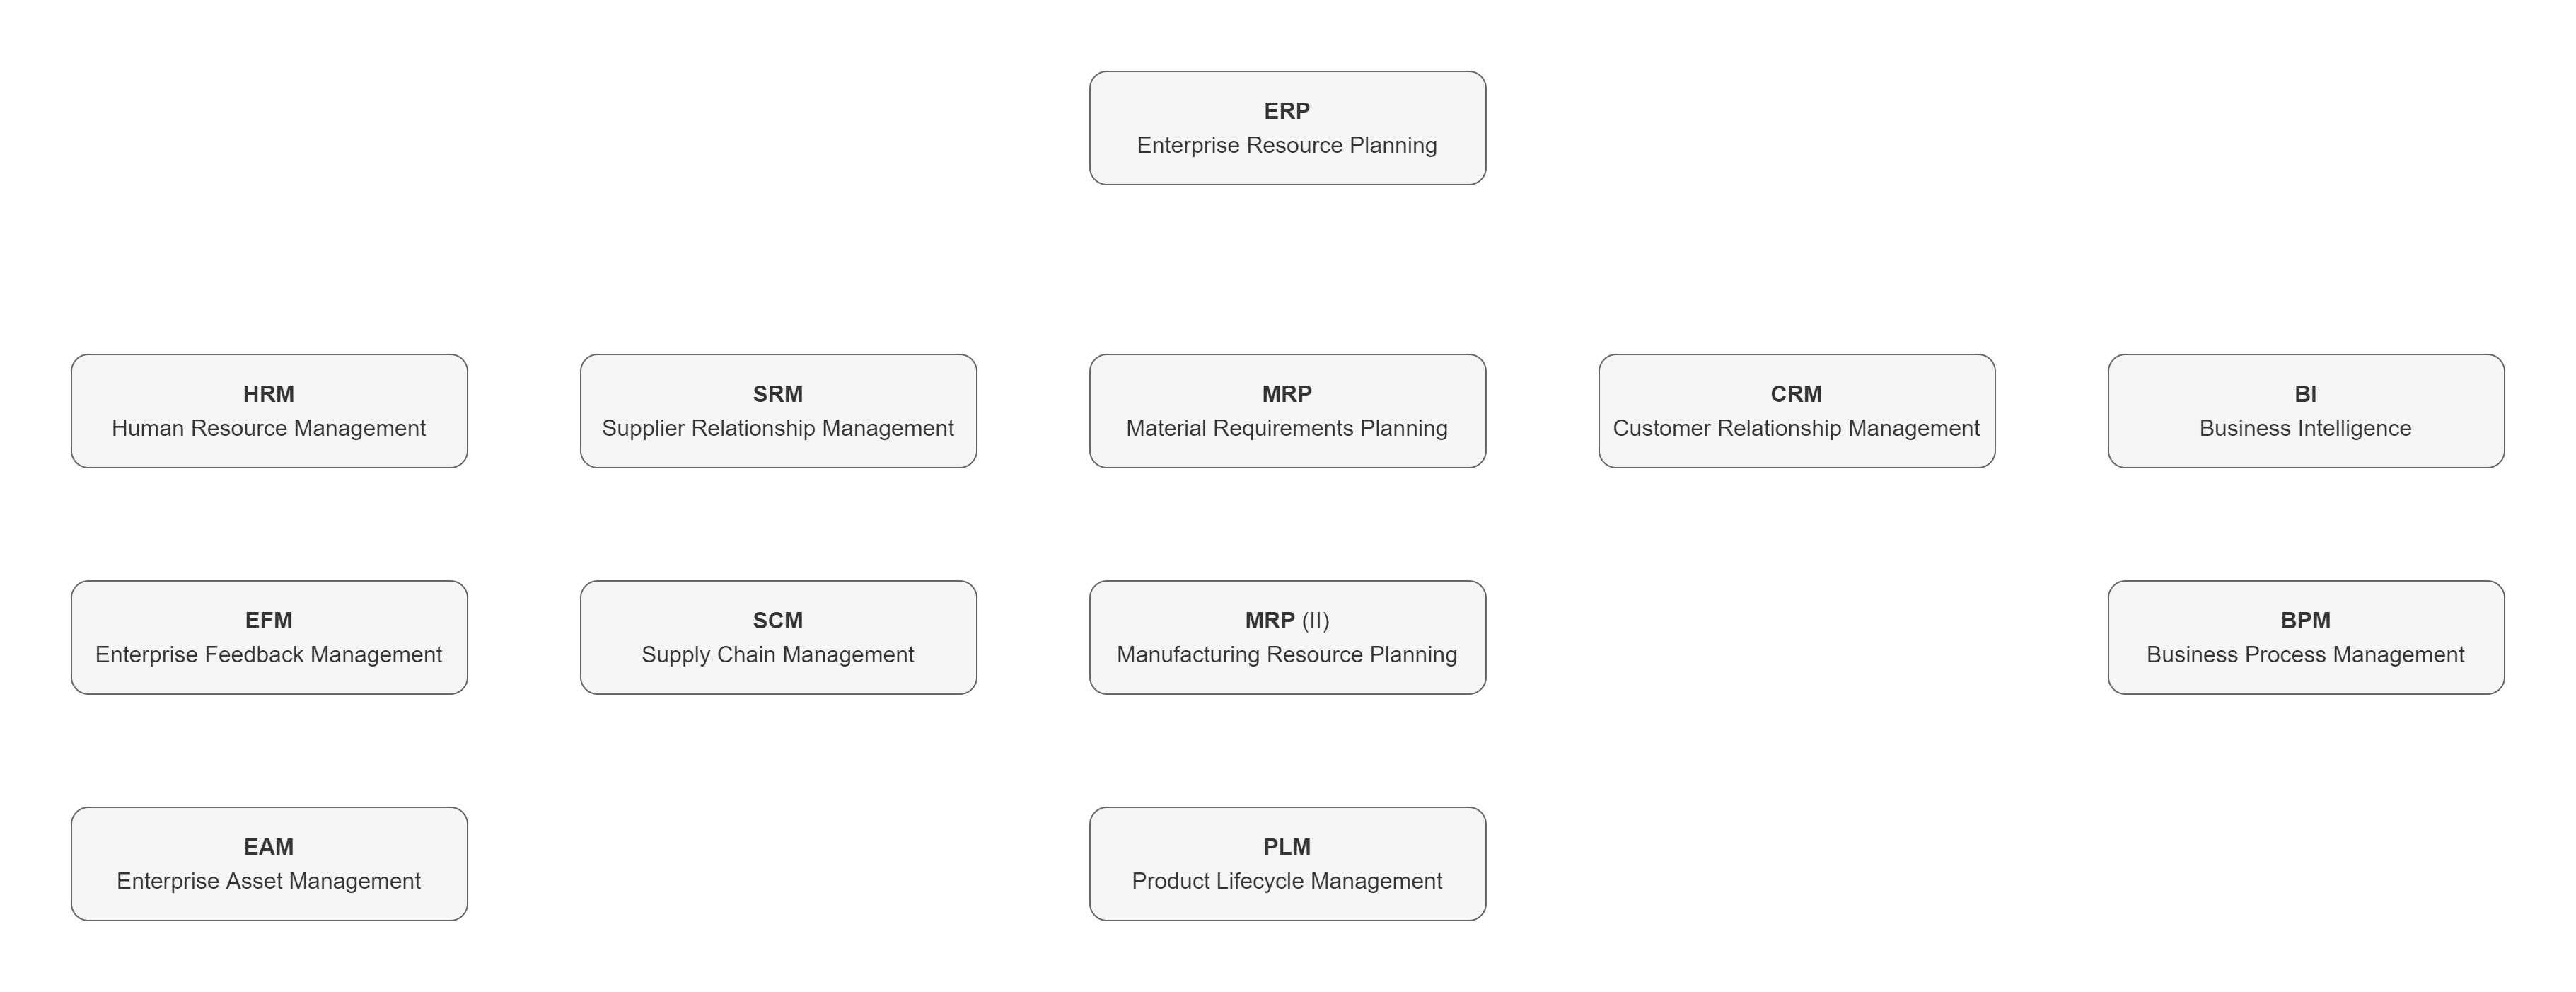 ERP
Enterprise Resource Planning
HRM
Human Resource Management
SRM
Supplier Relationship Management
MRP
Material Requirements Planning
CRM
Customer Relationship Management
BI
Business Intelligence
EFM
Enterprise Feedback Management
SCM
Supply Chain Management
MRP (II)
Manufacturing Resource Planning
BPM
Business Process Management
EAM
Enterprise Asset Management
PLM
Product Lifecycle Management